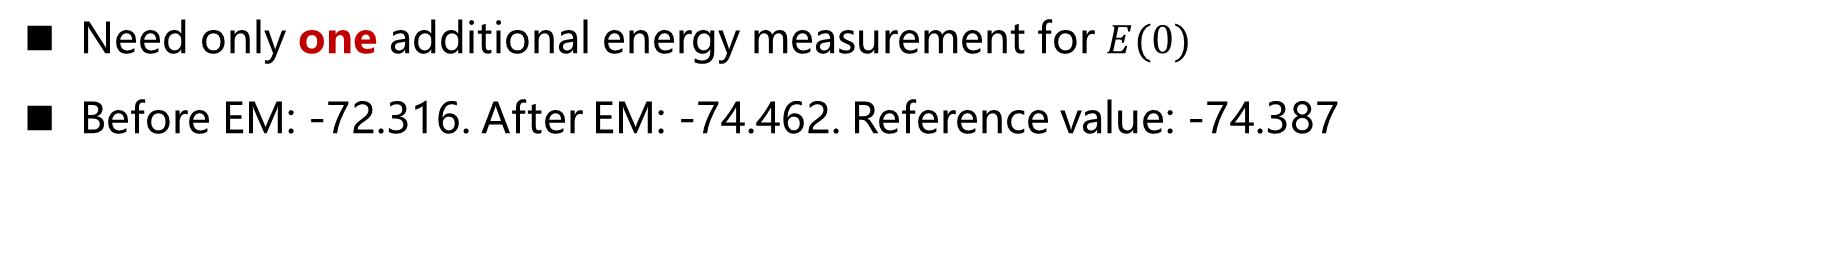 ■ Need only one additional energy measurement for E(0)
■ Before EM: -72.316. After EM: -74.462. Reference value: -74.387